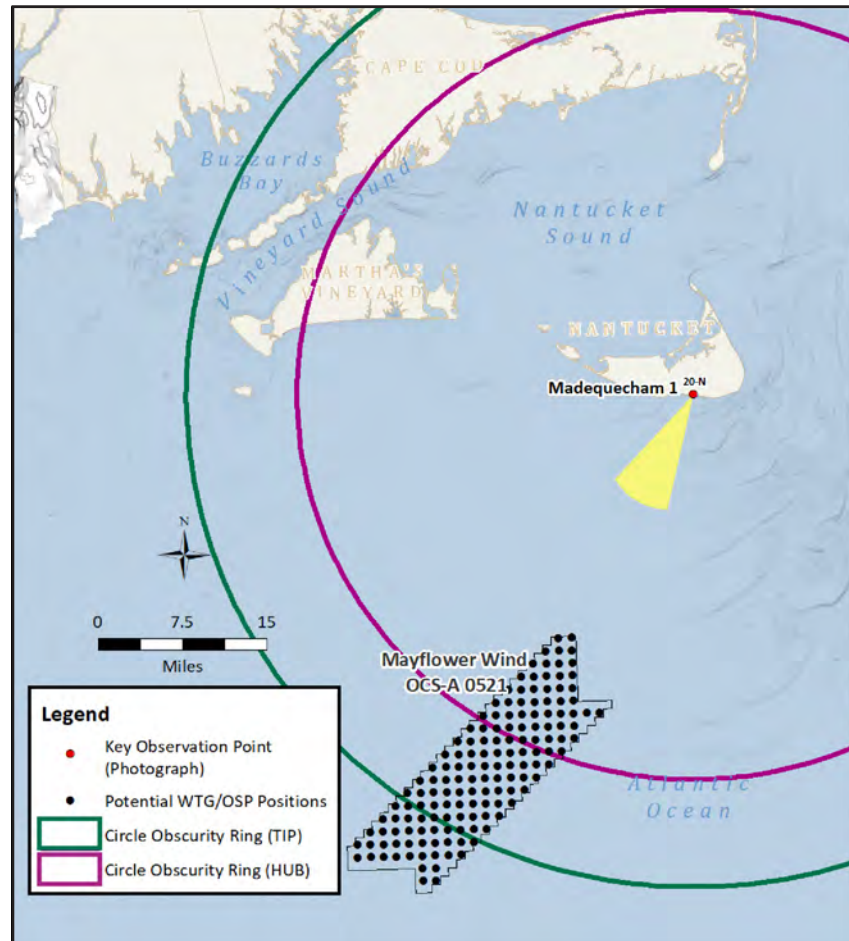 CAPE COD
Buzzards
Bay
Vineyard Sound
Nantucket
Sound
MARTHA'S
VINEYARD
NANTUCKET
Madequecham 1 20-N
N
0 7.5 15
Miles
Mayflower Wind
OCS-A 0521
Atlantic
Ocean
Legend
Key Observation Point
(Photograph)
Potential WTG/OSP Positions
Circle Obscurity Ring (TIP)
Circle Obscurity Ring (HUB)